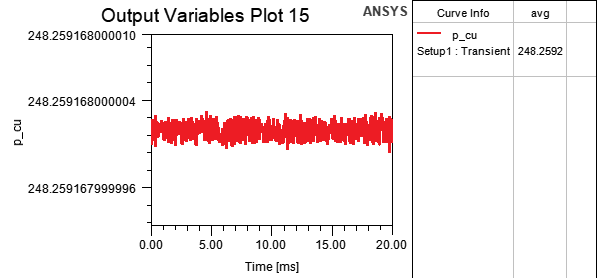 Output Variables Plot 15
ANSYS
Curve Info avg
p_cu
Setup1 : Transient 248.2592
248.259168000010
248.259168000004
248.259167999996
p_cu
0.00 5.00 10.00 15.00 20.00
Time [ms]